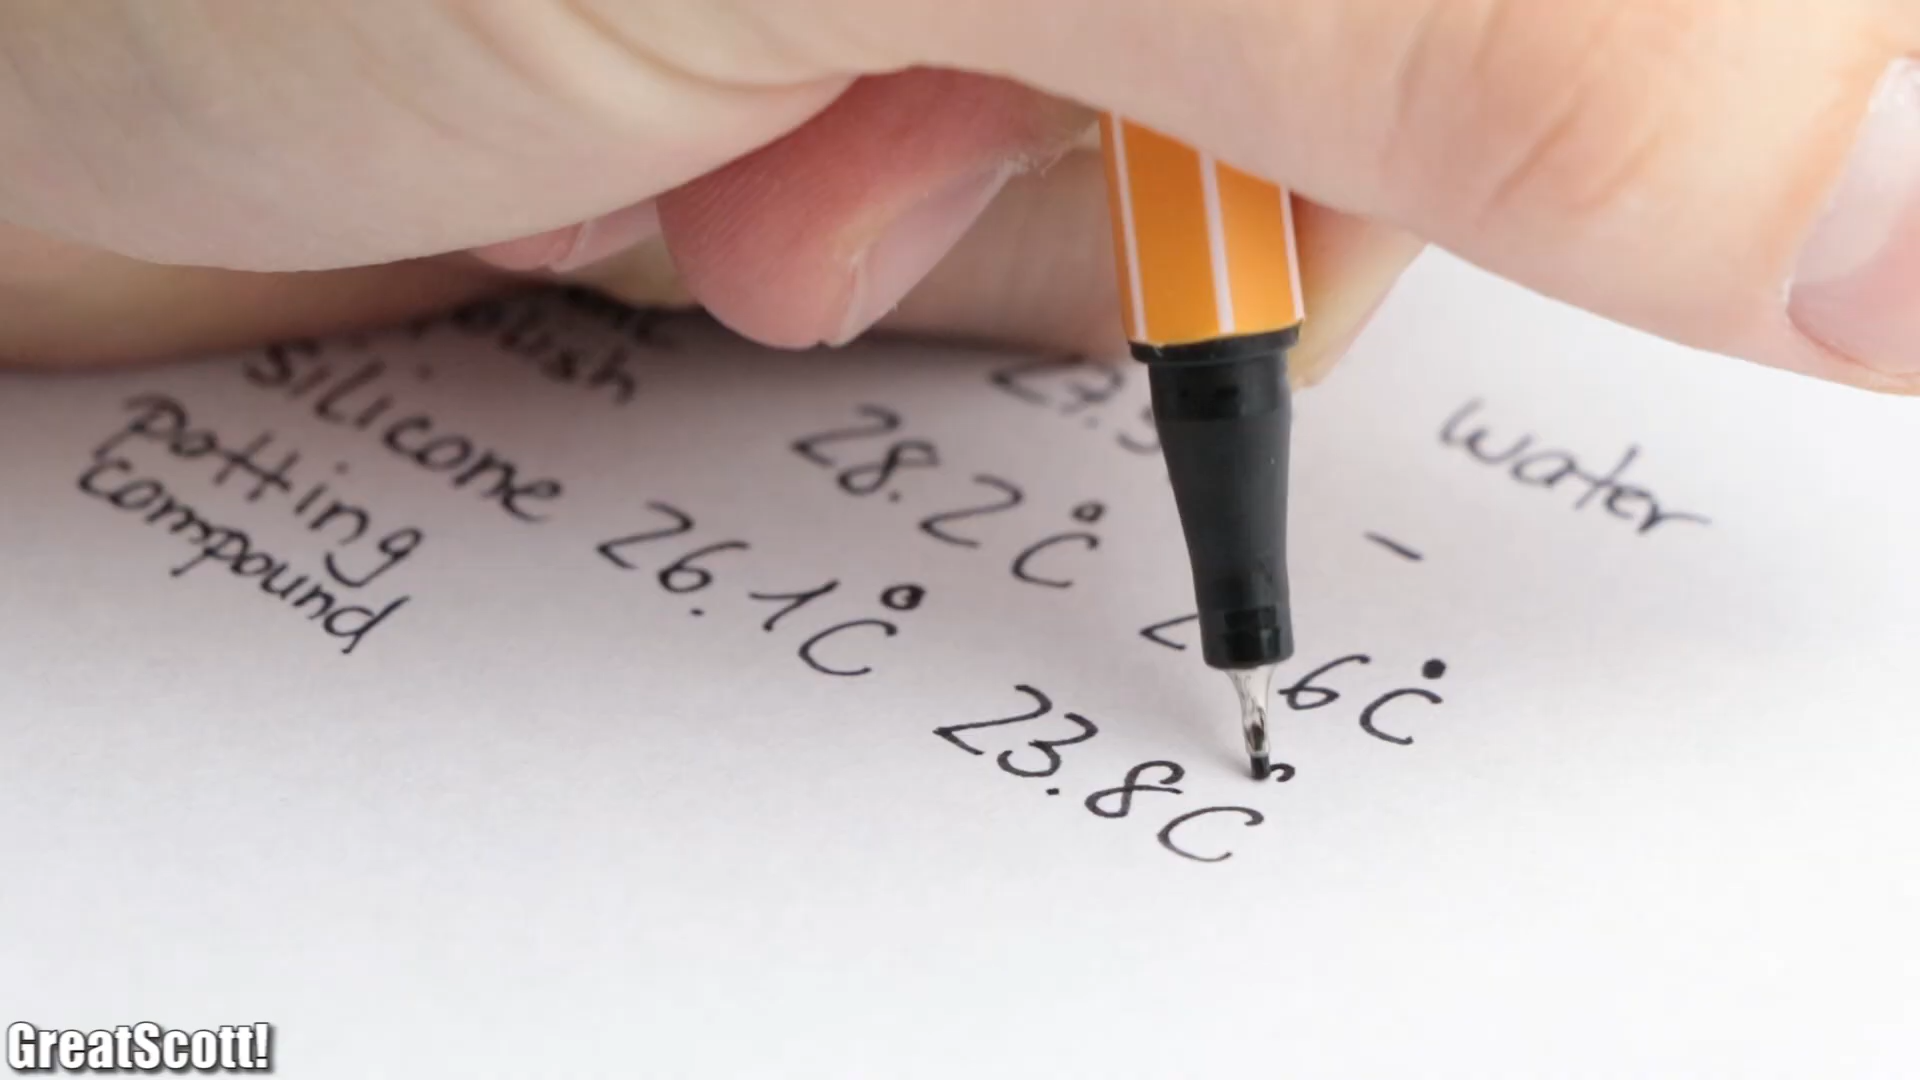 water
polish
silicone 28.2°C
potting
compound 26.1°C 23.8°C
GreatScott!